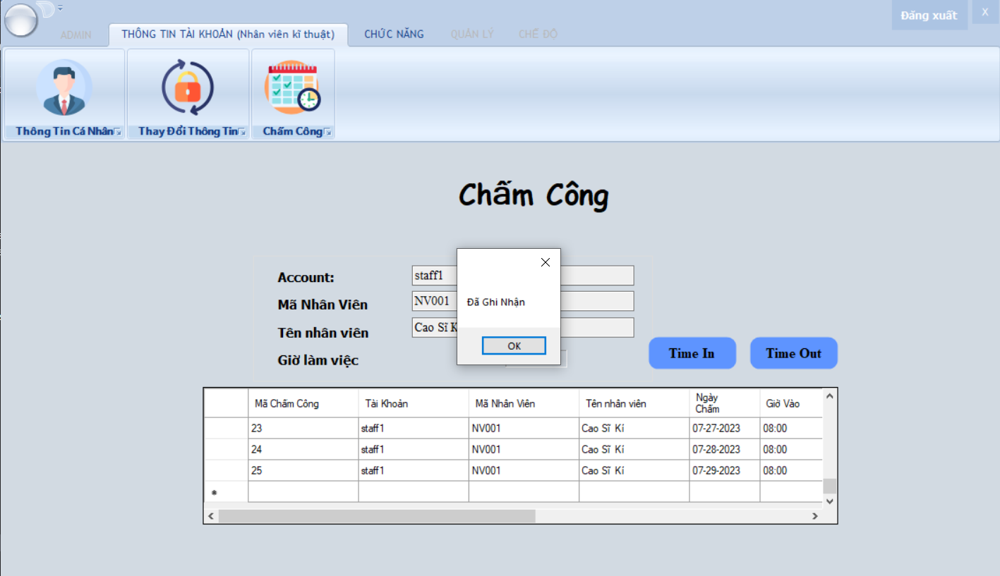 Đăng xuất
X
ADMIN
THÔNG TIN TÀI KHOẢN (Nhân viên kĩ thuật)
CHỨC NĂNG
QUẢN LÝ
CHẾ ĐỘ
Thông Tin Cá Nhân
Thay Đổi Thông Tin
Chấm Công
Chấm Công
Account:
staff1
Mã Nhân Viên
NV001
Đã Ghi Nhận
Tên nhân viên
Cao Sĩ K
OK
Giờ làm việc
Time In
Time Out
Mã Chấm Công
Tài Khoản
Mã Nhân Viên
Tên nhân viên
Ngày
Chấm
Giờ Vào
23 staff1 NV001 Cao Sĩ Kỉ 07-27-2023 08:00
24 staff1 NV001 Cao Sĩ Kỉ 07-28-2023 08:00
25 staff1 NV001 Cao Sĩ Kỉ 07-29-2023 08:00